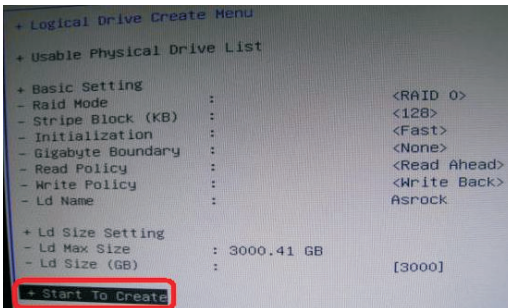 + Logical Drive Create Menu
+ Usable Physical Drive List
+ Basic Setting
- Raid Mode : <RAID 0>
- Stripe Block (KB) : <128>
- Initialization : <Fast>
- Gigabyte Boundary : <None>
- Read Policy : <Read Ahead>
- Write Policy : <Write Back>
- Ld Name : Asrock
+ Ld Size Setting
- Ld Max Size : 3000.41 GB
- Ld Size (GB) : [3000]
+ Start To Create